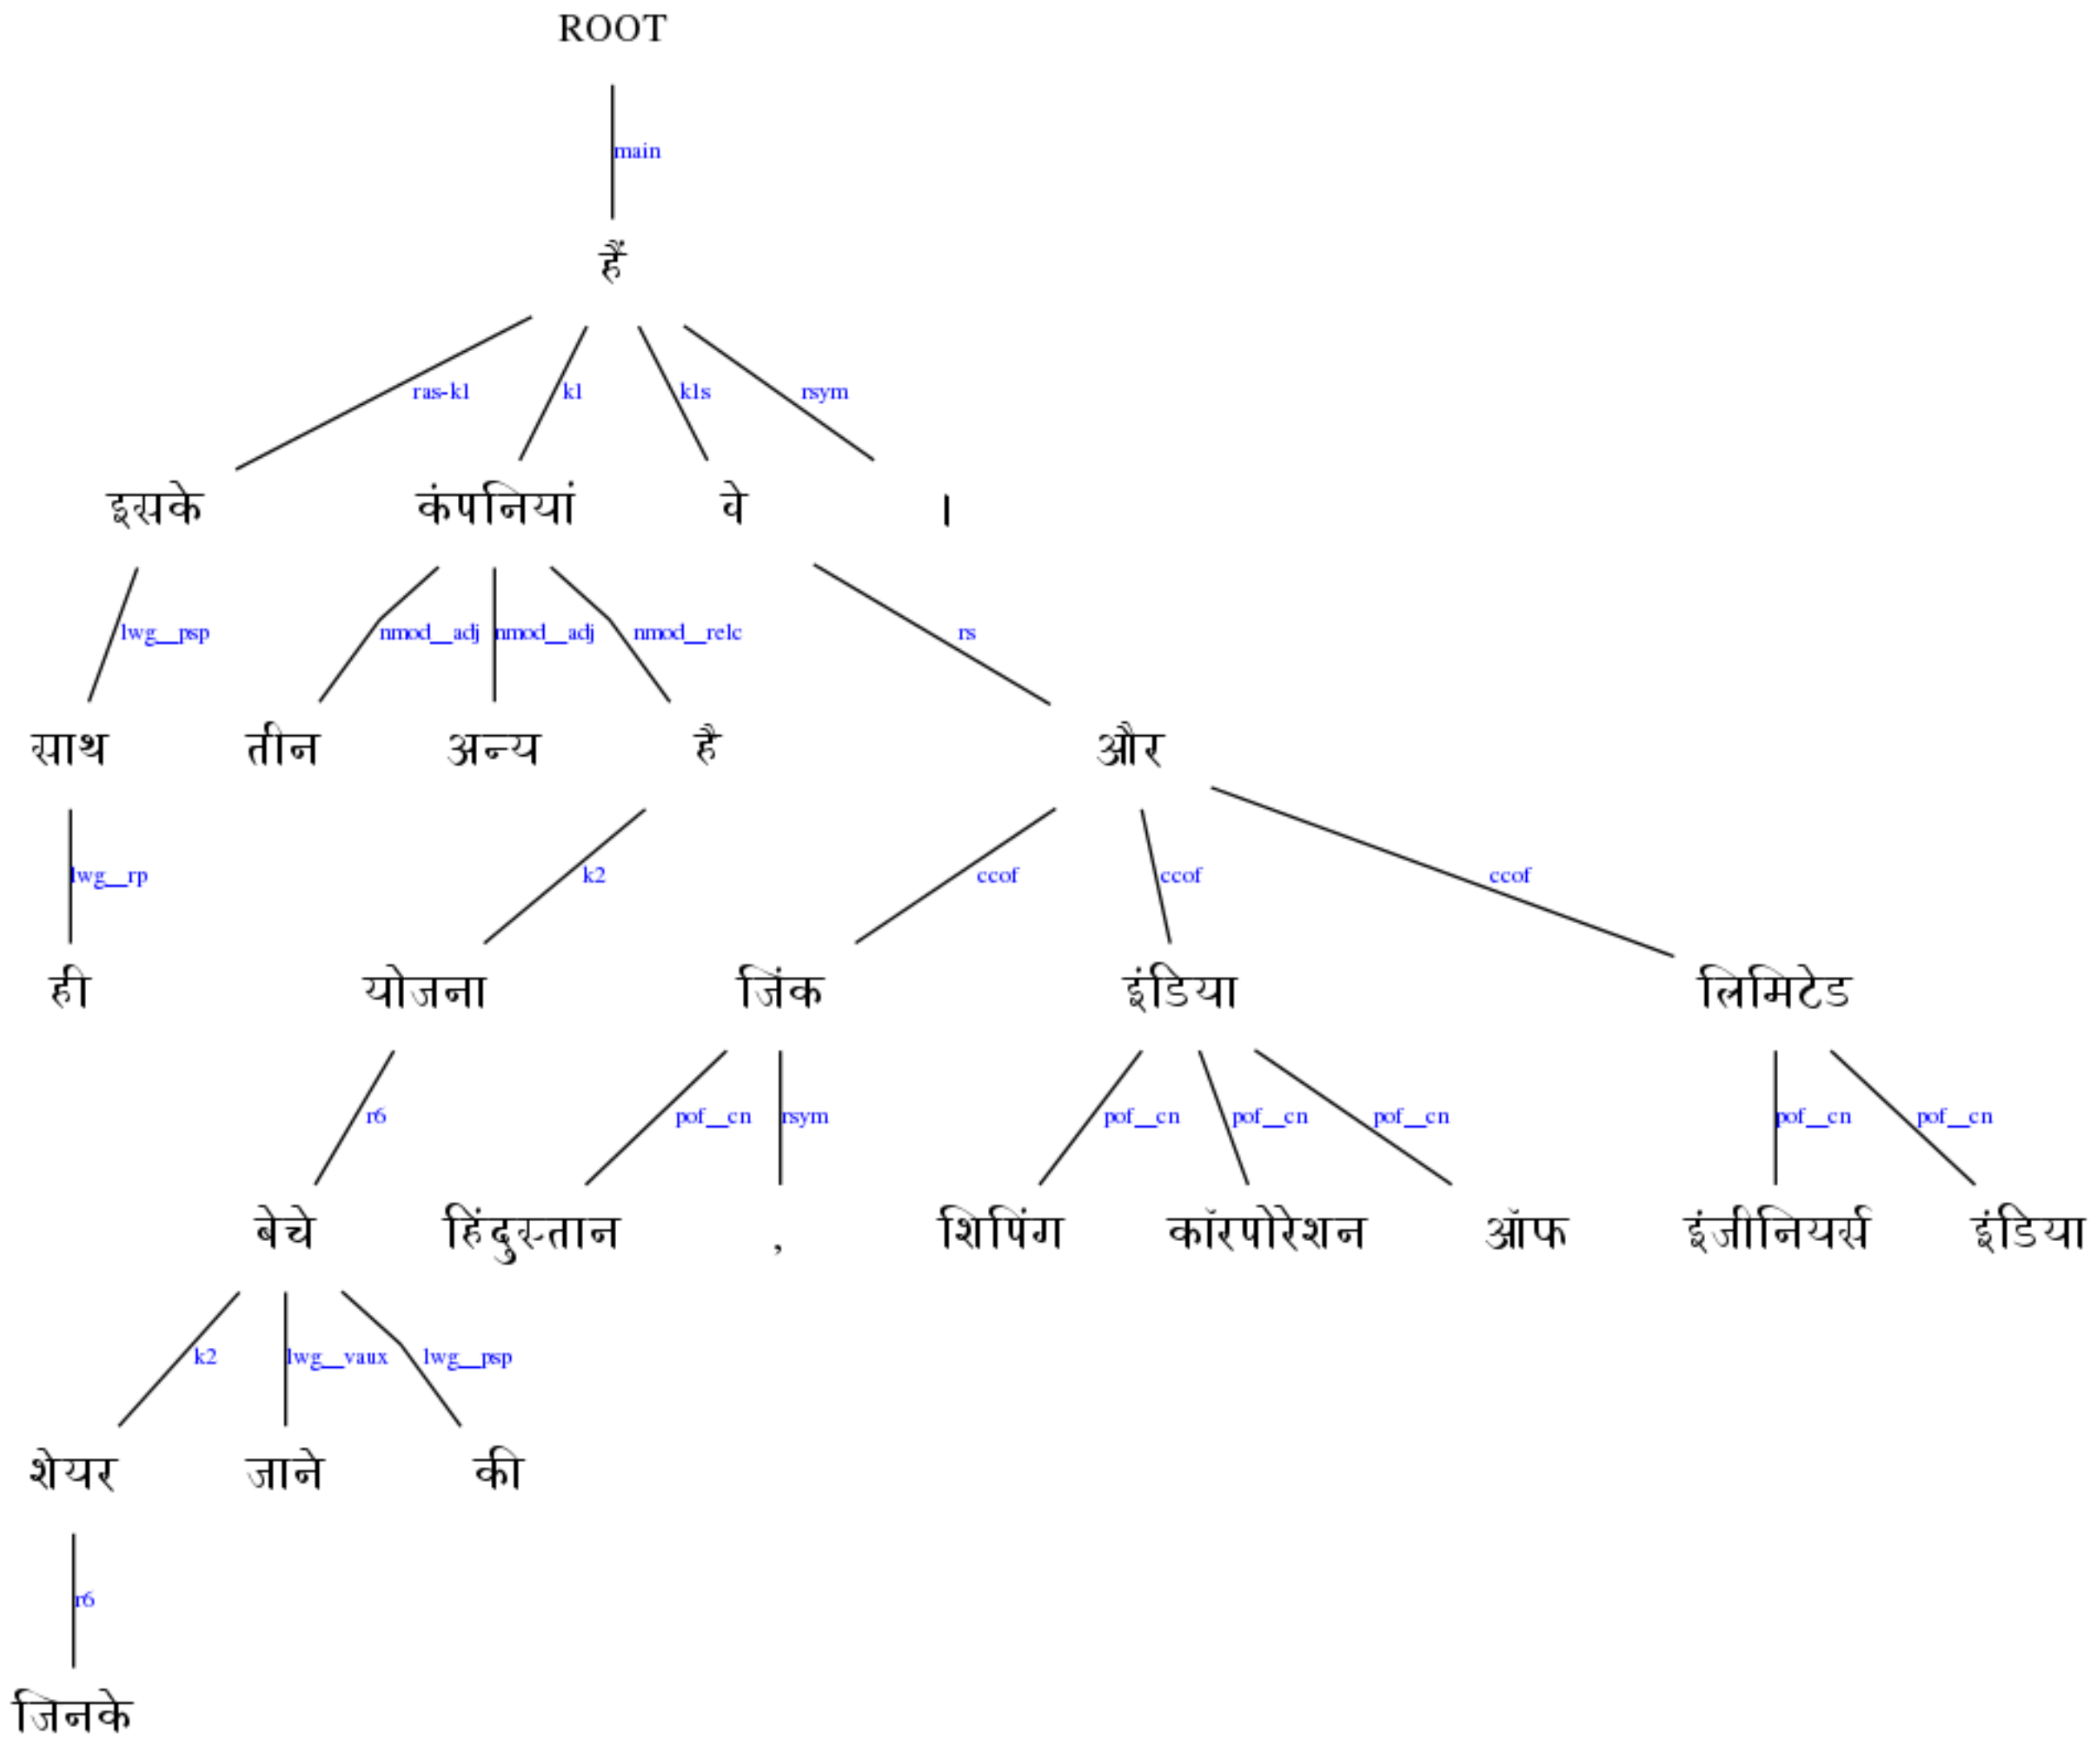 ROOT
main
हैं
ras-k1 k1 k1s rsym
इसके कंपनियां वे ।
lwg__psp nmod__adj nmod__adj nmod__relc rs
साथ तीन अन्य है और
lwg__rp k2 ccof ccof ccof
ही योजना जिंक इंडिया लिमिटेड
r6 pof__cn rsym pof__cn pof__cn pof__cn pof__cn pof__cn
बेचे हिंदुस्तान , शिपिंग कॉरपोरेशन ऑफ इंजीनियर्स इंडिया
k2 lwg__vaux lwg__psp
शेयर जाने की
r6
जिनके